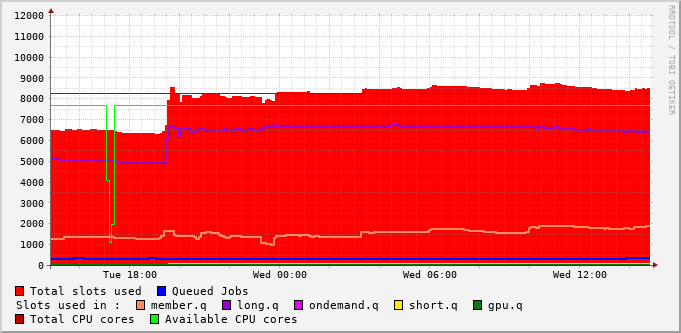 12000
11000
10000
9000
8000
7000
6000
5000
4000
3000
2000
1000
0
Tue 18:00 Wed 00:00 Wed 06:00 Wed 12:00
Total slots used Queued Jobs
Slots used in : member.q long.q ondemand.q short.q gpu.q
Total CPU cores Available CPU cores
RRDTOOL / TOBI OETIKER